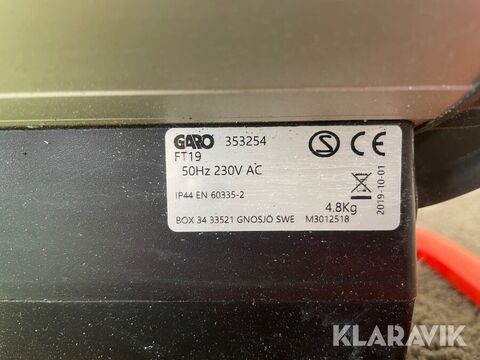 GARO 353254
FT19
50Hz 230V AC
IP44 EN 60335-2
4.8Kg
BOX 34 33521 GNOSJÖ SWE M3012518
2019-10-01
KLARAVIK